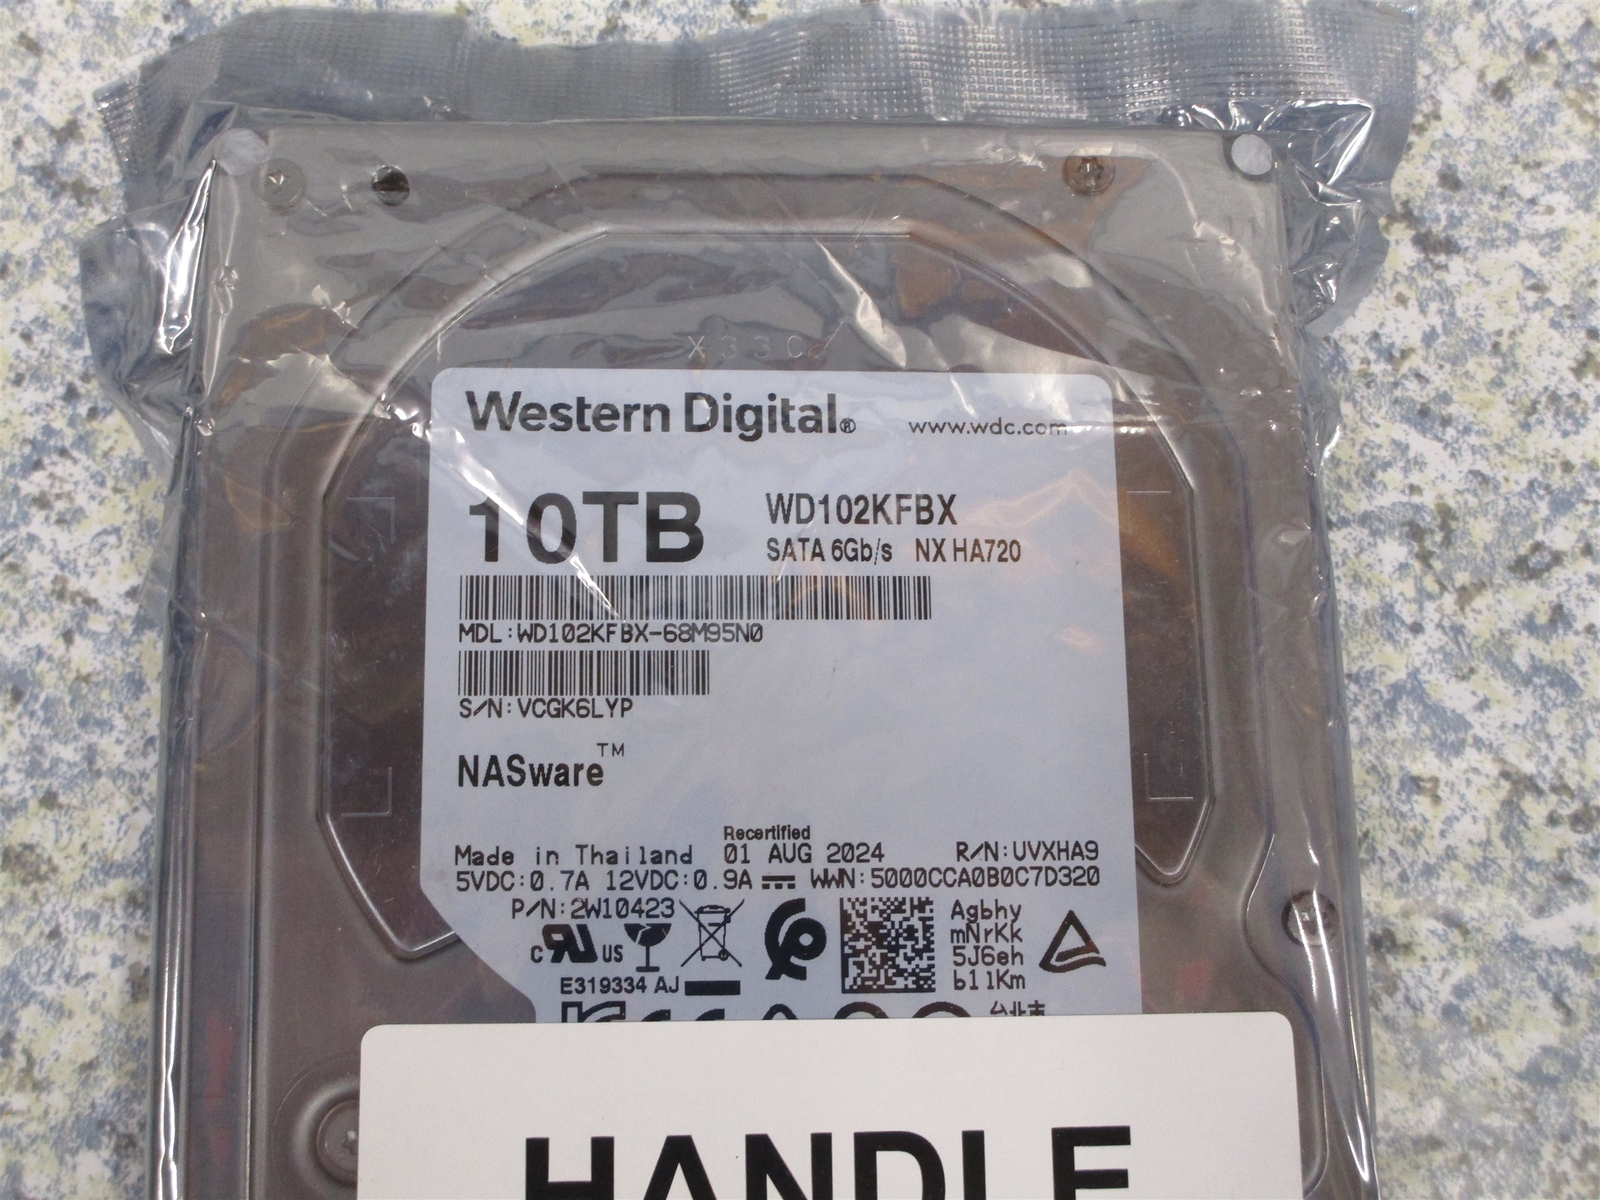 X330
Western Digital® www.wdc.com
10TB WD102KFBX
SATA 6Gb/s NX HA720
MDL:WD102KFBX-68M95N0
S/N:VCGK6LYP
NASware™
Recertified
Made in Thailand 01 AUG 2024 R/N:UVXHA9
5VDC:0.7A 12VDC:0.9A WWN:5000CCA0B0C7D320
P/N:2W10423
c US
E319334 AJ
Agbhy
mNrKk
5J6eh
b11Km
HANDLE